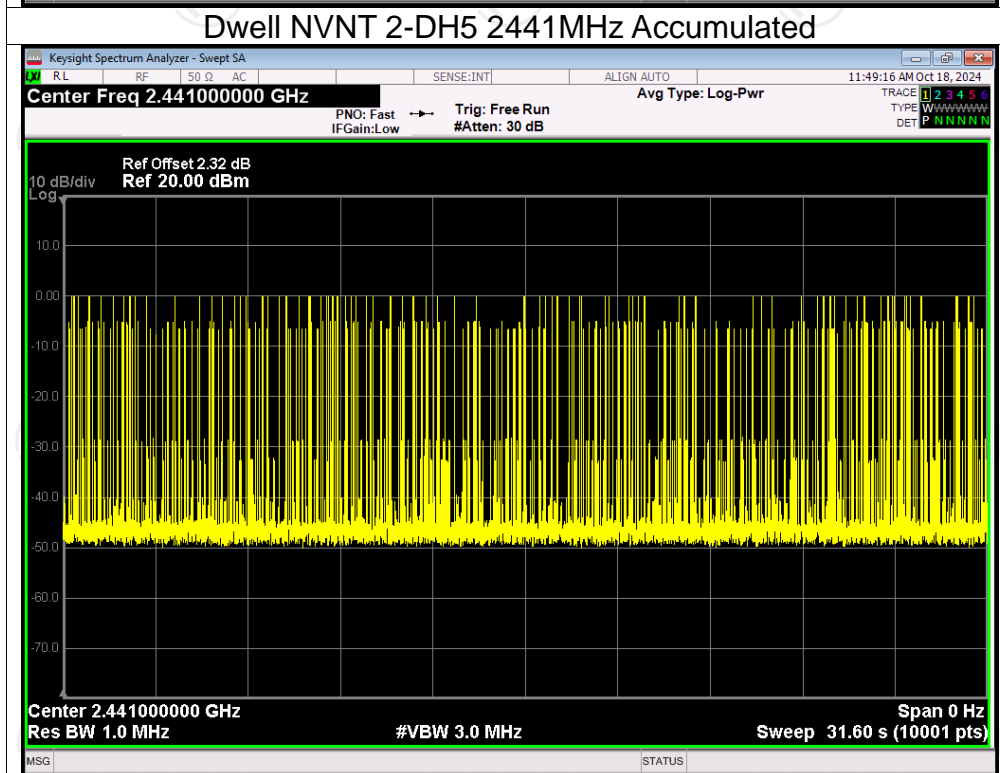 Dwell NVNT 2-DH5 2441MHz Accumulated
Keysight Spectrum Analyzer - Swept SA
LXI RL RF 50 Ω AC SENSE:INT ALIGN AUTO 11:49:16 AM Oct 18, 2024
Center Freq 2.441000000 GHz Avg Type: Log-Pwr TRACE 1 2 3 4 5 6
PNO: Fast Trig: Free Run TYPE W W W W W W
IFGain:Low #Atten: 30 dB DET P N N N N N
Ref Offset 2.32 dB
10 dB/div Ref 20.00 dBm
Log
10.0
0.00
-10.0
-20.0
-30.0
-40.0
-50.0
-60.0
-70.0
Center 2.441000000 GHz Span 0 Hz
Res BW 1.0 MHz #VBW 3.0 MHz Sweep 31.60 s (10001 pts)
MSG STATUS